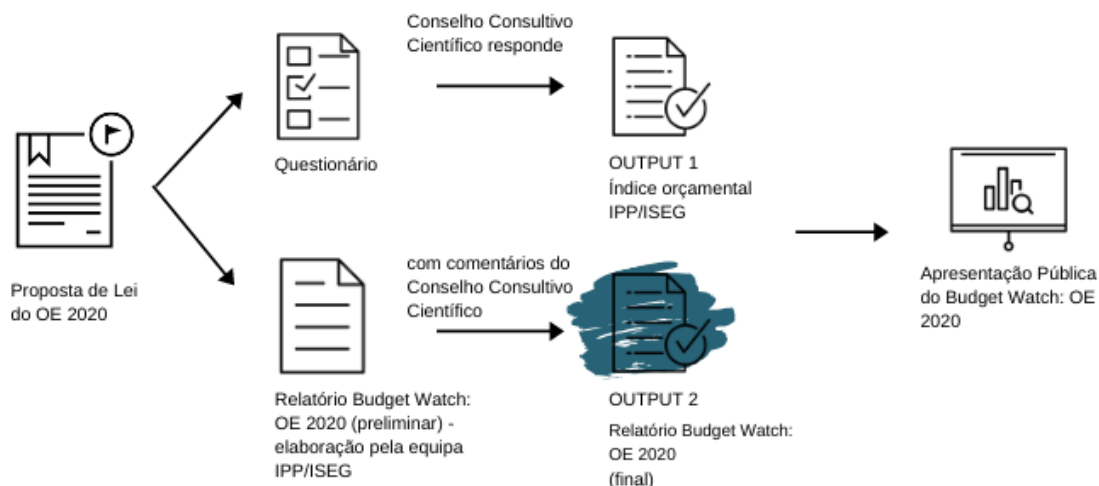 Proposta de Lei
do OE 2020
Questionário
Conselho Consultivo
Científico responde
OUTPUT 1
Índice orçamental
IPP/ISEG
Relatório Budget Watch:
OE 2020 (preliminar) -
elaboração pela equipa
IPP/ISEG
com comentários do
Conselho Consultivo
Científico
OUTPUT 2
Relatório Budget Watch:
OE 2020
(final)
Apresentação Pública
do Budget Watch: OE
2020